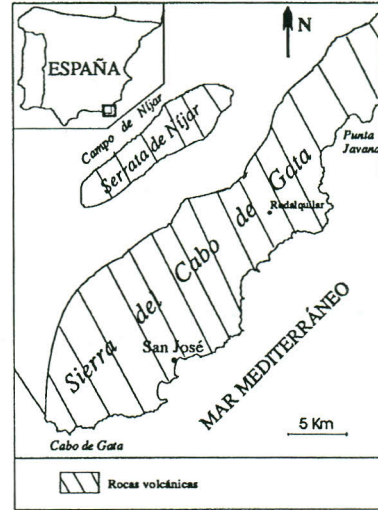 ESPAÑA
N
Campo de Níjar
Serrata de Níjar
Punta
Javana
Sierra del Cabo de Gata
Rodalquilar
San José
MAR MEDITERRÁNEO
5 Km
Cabo de Gata
Rocas volcánicas